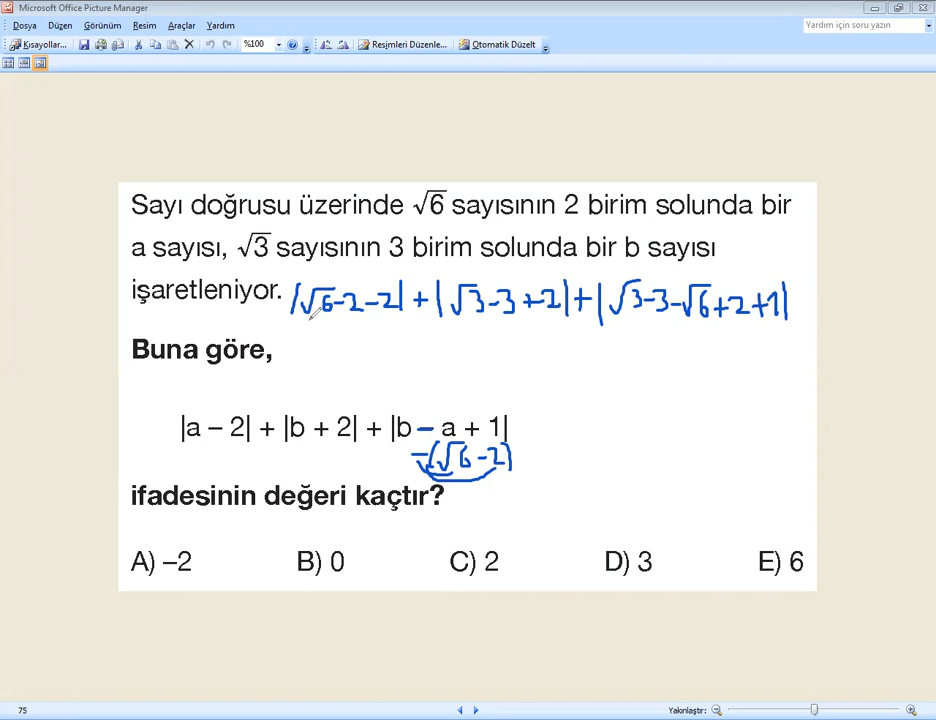 Microsoft Office Picture Manager
Dosya Düzen Görünüm Resim Araçlar Yardım
Yardım için soru yazın
Kısayollar... %100 Resimleri Düzenle... Otomatik Düzelt
Sayı doğrusu üzerinde √6 sayısının 2 birim solunda bir
a sayısı, √3 sayısının 3 birim solunda bir b sayısı
işaretleniyor. |√6-2-2| + |√3-3+2| + |√3-3-√6+2+1|
Buna göre,
|a – 2| + |b + 2| + |b – a + 1|
-(√6-2)
ifadesinin değeri kaçtır?
A) –2 B) 0 C) 2 D) 3 E) 6
75 Yakınlaştır: